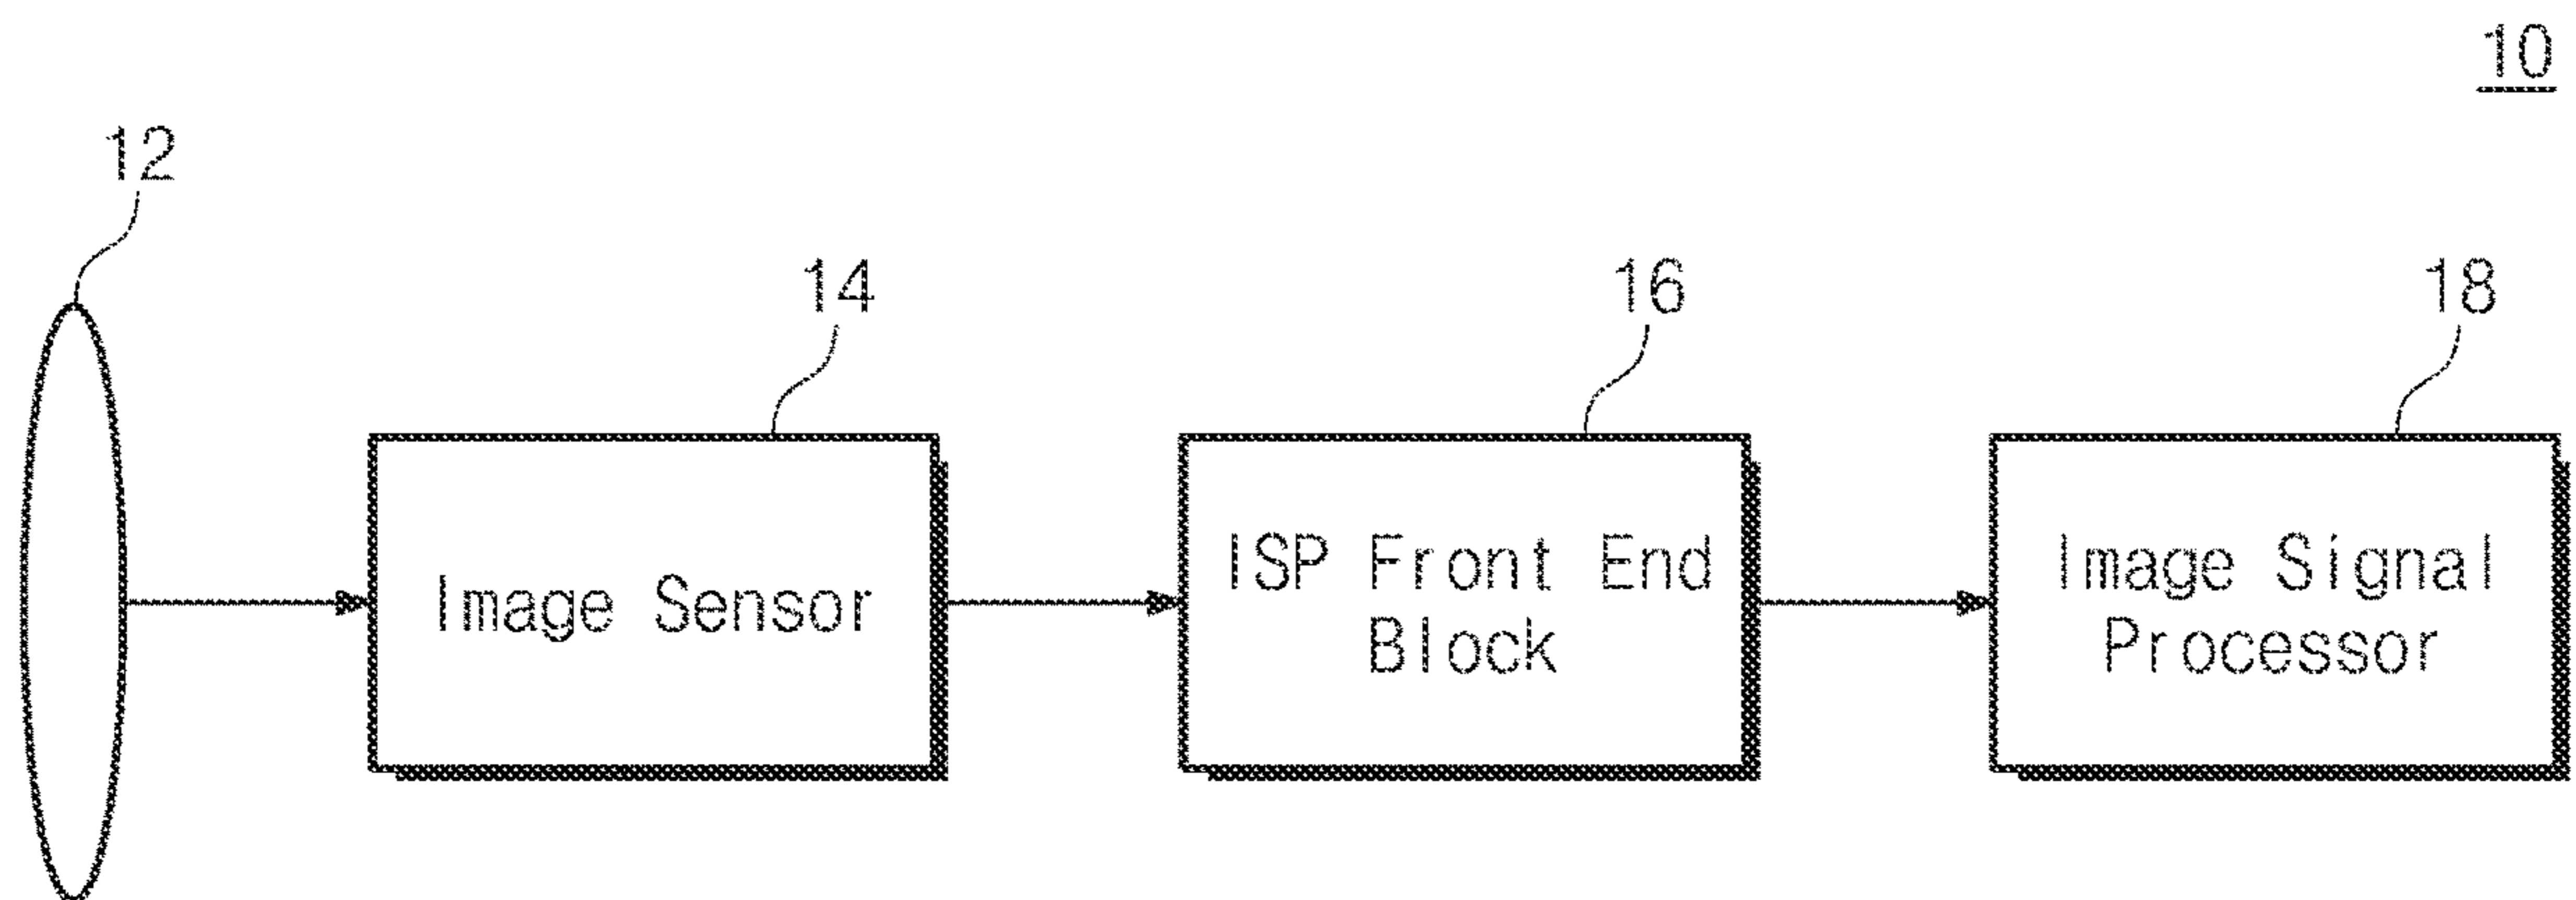 10
12
14
16
18
Image Sensor
ISP Front End
Block
Image Signal
Processor